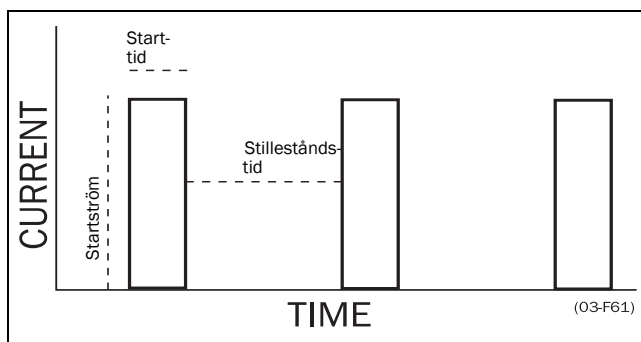 Start-
tid
Stillestånds-
tid
Startström
CURRENT
TIME
(03-F61)